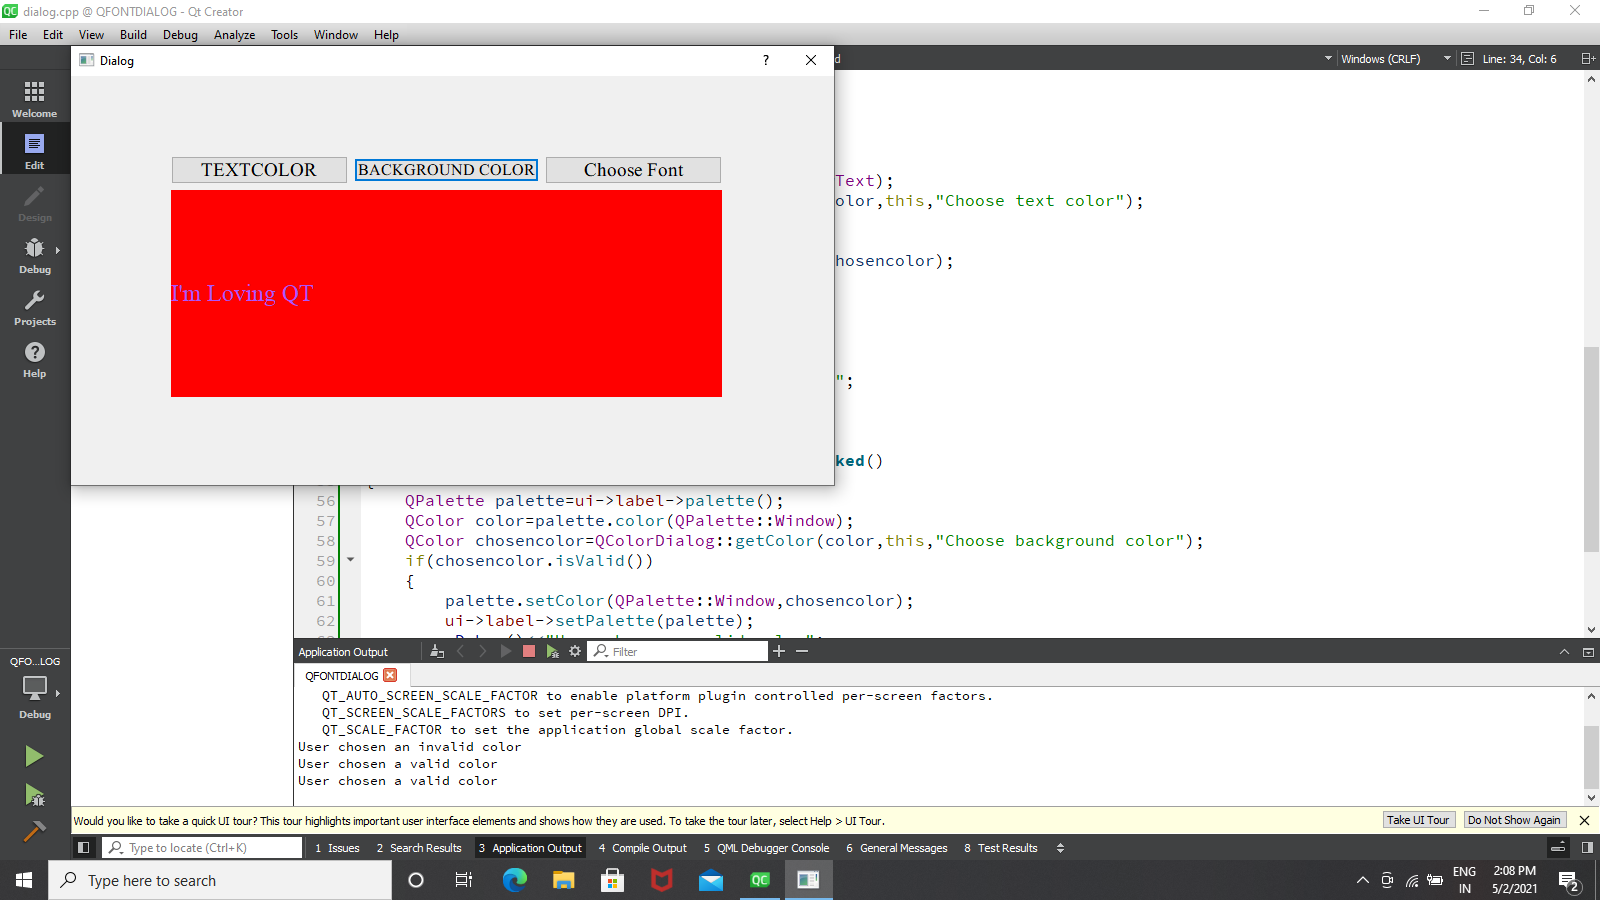 dialog.cpp @ QFONTDIALOG - Qt Creator
File Edit View Build Debug Analyze Tools Window Help
Dialog
?
d
Windows (CRLF)
Line: 34, Col: 6
Welcome
Edit
Design
Debug
Projects
Help
TEXTCOLOR
BACKGROUND COLOR
Choose Font
I'm Loving QT
Text);
olor,this,"Choose text color");
hosencolor);
";
ked()
56 QPalette palette=ui->label->palette();
57 QColor color=palette.color(QPalette::Window);
58 QColor chosencolor=QColorDialog::getColor(color,this,"Choose background color");
59 if(chosencolor.isValid())
60 {
61 palette.setColor(QPalette::Window,chosencolor);
62 ui->label->setPalette(palette);
Application Output
Filter
QFONTDIALOG
QT_AUTO_SCREEN_SCALE_FACTOR to enable platform plugin controlled per-screen factors.
QT_SCREEN_SCALE_FACTORS to set per-screen DPI.
QT_SCALE_FACTOR to set the application global scale factor.
User chosen an invalid color
User chosen a valid color
User chosen a valid color
QFO...LOG
Debug
Would you like to take a quick UI tour? This tour highlights important user interface elements and shows how they are used. To take the tour later, select Help > UI Tour.
Take UI Tour
Do Not Show Again
Type to locate (Ctrl+K)
1 Issues
2 Search Results
3 Application Output
4 Compile Output
5 QML Debugger Console
6 General Messages
8 Test Results
Type here to search
QC
ENG
IN
2:08 PM
5/2/2021
2